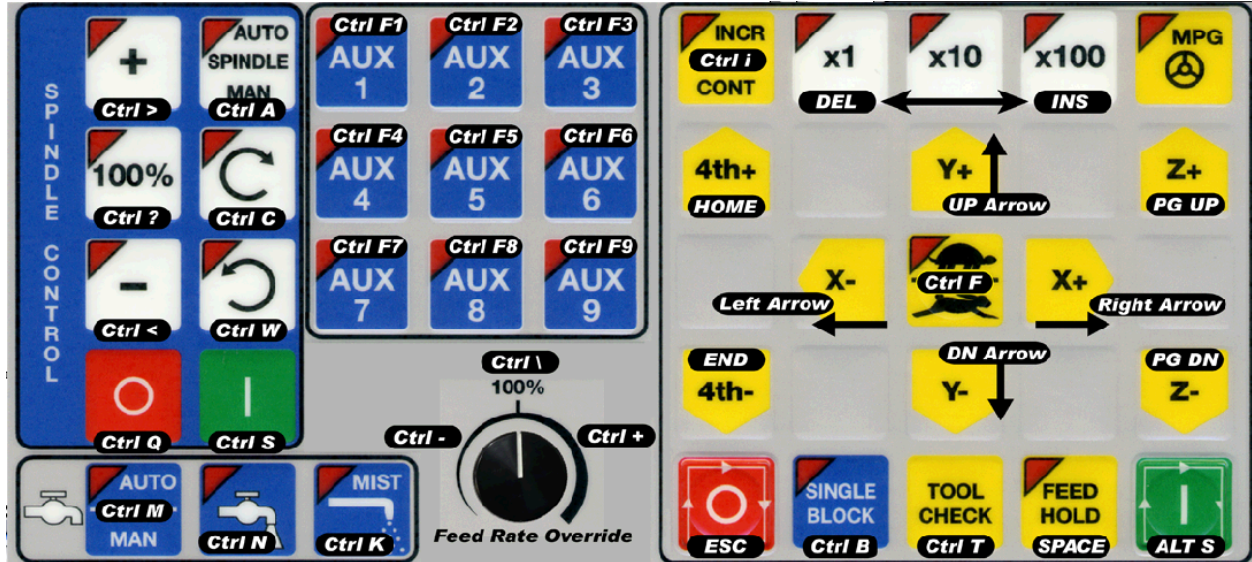 SPINDLE CONTROL
+
Ctrl >
AUTO
SPINDLE
MAN
Ctrl A
100%
Ctrl ?
Ctrl C
-
Ctrl <
Ctrl W
Ctrl Q
Ctrl S
AUTO
Ctrl M
MAN
Ctrl N
MIST
Ctrl K
Ctrl F1
AUX
1
Ctrl F2
AUX
2
Ctrl F3
AUX
3
Ctrl F4
AUX
4
Ctrl F5
AUX
5
Ctrl F6
AUX
6
Ctrl F7
AUX
7
Ctrl F8
AUX
8
Ctrl F9
AUX
9
Ctrl \
100%
Ctrl -
Ctrl +
Feed Rate Override
INCR
Ctrl i
CONT
x1
DEL
x10
x100
INS
MPG
4th+
HOME
Y+
UP Arrow
Z+
PG UP
X-
Left Arrow
Ctrl F
X+
Right Arrow
END
4th-
DN Arrow
Y-
PG DN
Z-
ESC
SINGLE
BLOCK
Ctrl B
TOOL
CHECK
Ctrl T
FEED
HOLD
SPACE
ALT S